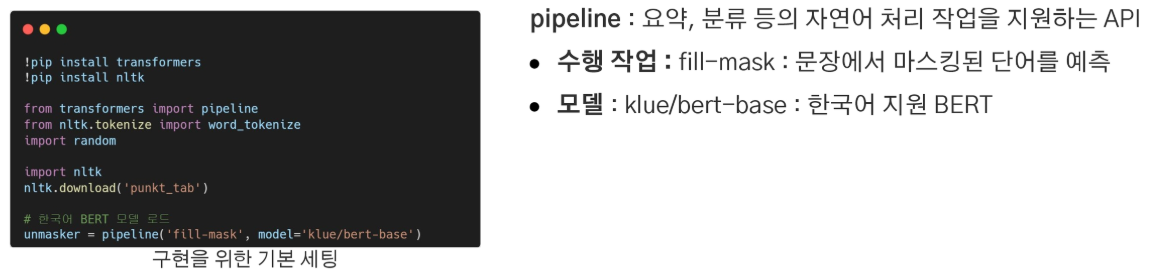 !pip install transformers
!pip install nltk
from transformers import pipeline
from nltk.tokenize import word_tokenize
import random
import nltk
nltk.download('punkt_tab')
# 한국어 BERT 모델 로드
unmasker = pipeline('fill-mask', model='klue/bert-base')
구현을 위한 기본 세팅
pipeline : 요약, 분류 등의 자연어 처리 작업을 지원하는 API
● 수행 작업 : fill-mask : 문장에서 마스킹된 단어를 예측
● 모델 : klue/bert-base : 한국어 지원 BERT